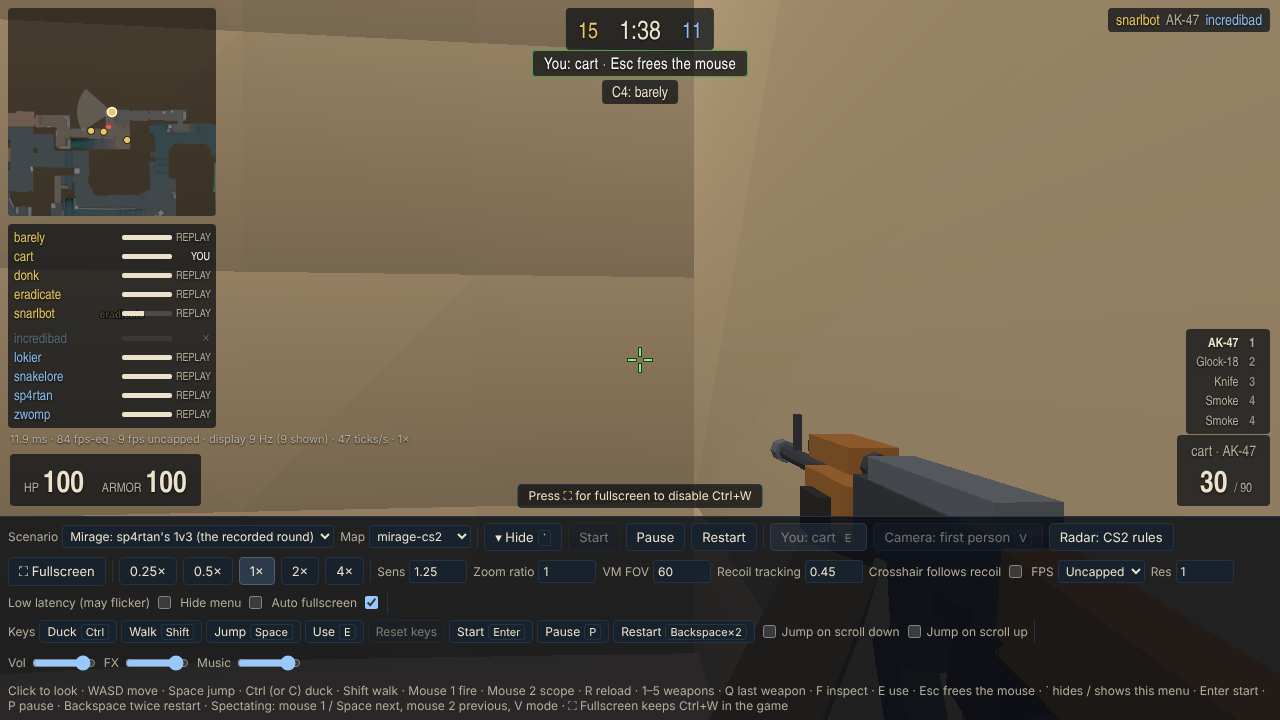 15 1:38 11
snarlbot AK-47 incredibad
You: cart · Esc frees the mouse
C4: barely
barely REPLAY
cart YOU
donk REPLAY
eradicate REPLAY
snarlbot REPLAY
incredibad ×
lokier REPLAY
snakelore REPLAY
sp4rtan REPLAY
zwomp REPLAY
11.9 ms · 84 fps-eq · 9 fps uncapped · display 9 Hz (9 shown) · 47 ticks/s · 1×
HP 100 ARMOR 100
AK-47 1
Glock-18 2
Knife 3
Smoke 4
Smoke 4
cart · AK-47
30 / 90
Press ⛶ for fullscreen to disable Ctrl+W
Scenario Mirage: sp4rtan's 1v3 (the recorded round) Map mirage-cs2 ▾ Hide ` Start Pause Restart You: cart E Camera: first person V Radar: CS2 rules
⛶ Fullscreen 0.25× 0.5× 1× 2× 4× Sens 1.25 Zoom ratio 1 VM FOV 60 Recoil tracking 0.45 Crosshair follows recoil FPS Uncapped Res 1
Low latency (may flicker) Hide menu Auto fullscreen
Keys Duck Ctrl Walk Shift Jump Space Use E Reset keys Start Enter Pause P Restart Backspace×2 Jump on scroll down Jump on scroll up
Vol FX Music
Click to look · WASD move · Space jump · Ctrl (or C) duck · Shift walk · Mouse 1 fire · Mouse 2 scope · R reload · 1–5 weapons · Q last weapon · F inspect · E use · Esc frees the mouse · ` hides / shows this menu · Enter start ·
P pause · Backspace twice restart · Spectating: mouse 1 / Space next, mouse 2 previous, V mode · ⛶ Fullscreen keeps Ctrl+W in the game